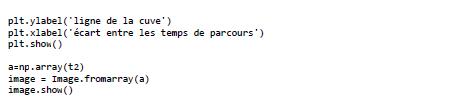 plt.ylabel('ligne de la cuve')
plt.xlabel('écart entre les temps de parcours')
plt.show()
a=np.array(t2)
image = Image.fromarray(a)
image.show()